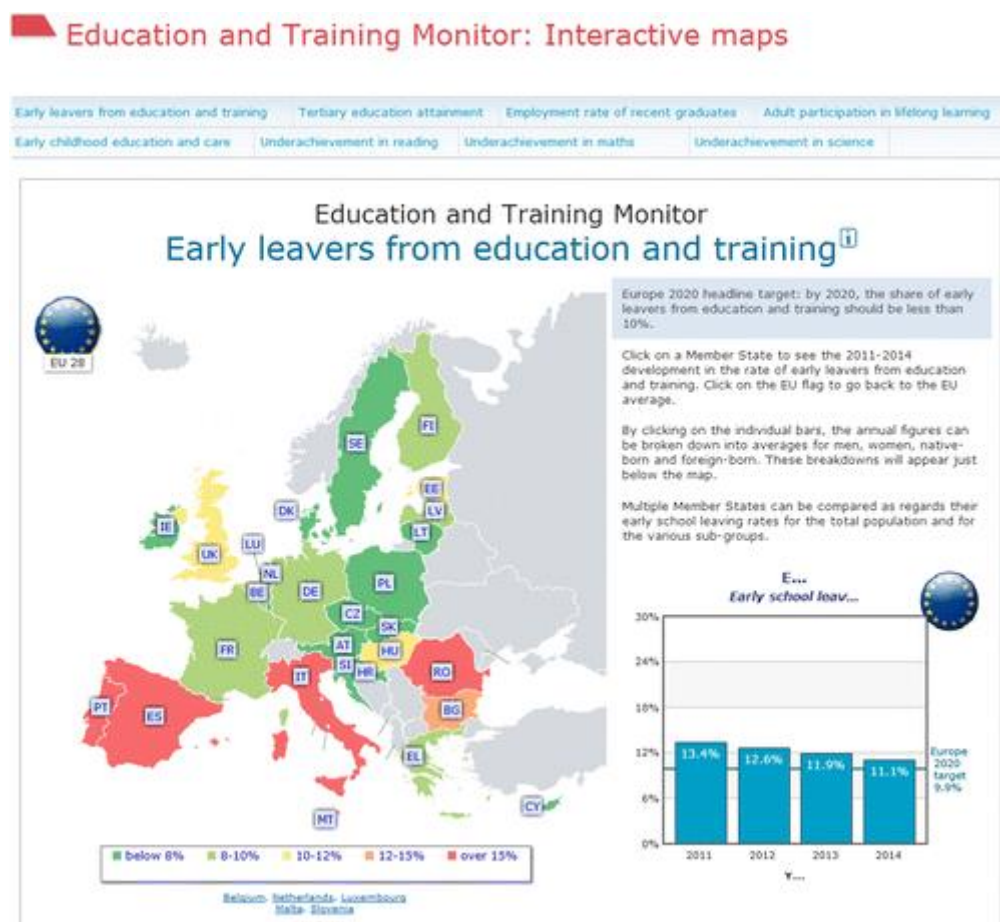 Education and Training Monitor: Interactive maps
Early leavers from education and training Tertiary education attainment Employment rate of recent graduates Adult participation in lifelong learning
Early childhood education and care Underachievement in reading Underachievement in maths Underachievement in science
Education and Training Monitor
Early leavers from education and training i
EU 28
Europe 2020 headline target: by 2020, the share of early
leavers from education and training should be less than
10%.
Click on a Member State to see the 2011-2014
development in the rate of early leavers from education
and training. Click on the EU flag to go back to the EU
average.
By clicking on the individual bars, the annual figures can
be broken down into averages for men, women, native-
born and foreign-born. These breakdowns will appear just
below the map.
Multiple Member States can be compared as regards their
early school leaving rates for the total population and for
the various sub-groups.
FI
SE
EE
DK
LV
IE
LT
LU
UK
NL
PL
BE
DE
CZ
SK
AT
FR
HU
SI
HR
IT
RO
PT
ES
BG
EL
CY
MT
E...
Early school leav...
30%
24%
18%
12%
6%
0%
13.4%
12.6%
11.9%
11.1%
Europe
2020
target
9.9%
2011 2012 2013 2014
Y...
below 8% 8-10% 10-12% 12-15% over 15%
Belgium- Netherlands- Luxembourg
Malta- Slovenia